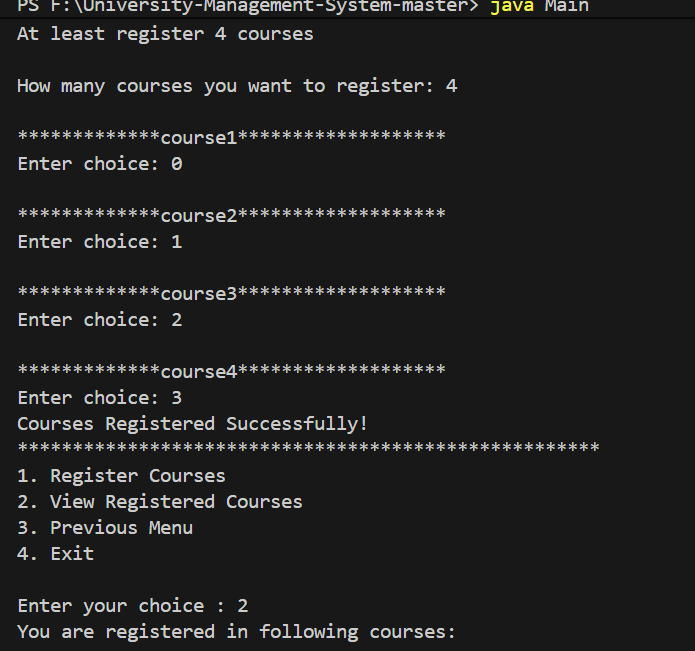 PS F:\University-Management-System-master> java Main
At least register 4 courses
How many courses you want to register: 4
*************course1*******************
Enter choice: 0
*************course2*******************
Enter choice: 1
*************course3*******************
Enter choice: 2
*************course4*******************
Enter choice: 3
Courses Registered Successfully!
*****************************************************
1. Register Courses
2. View Registered Courses
3. Previous Menu
4. Exit
Enter your choice : 2
You are registered in following courses: